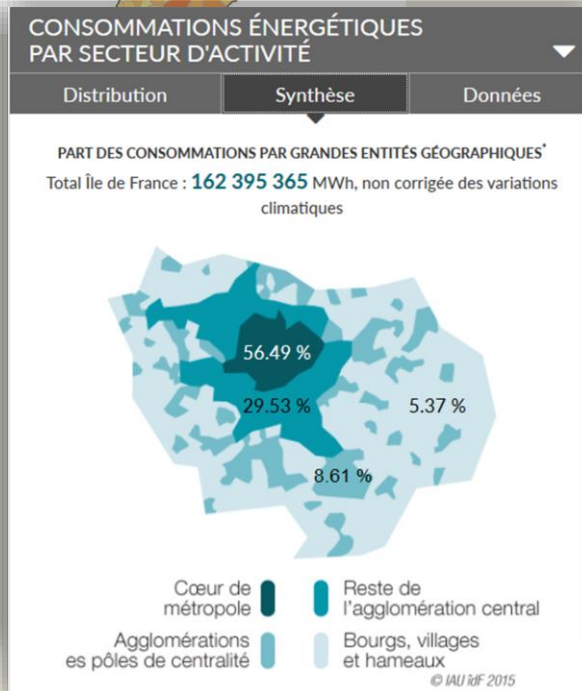 CONSOMMATIONS ÉNERGÉTIQUES
PAR SECTEUR D'ACTIVITÉ
Distribution
Synthèse
Données
PART DES CONSOMMATIONS PAR GRANDES ENTITÉS GÉOGRAPHIQUES*
Total Île de France : 162 395 365 MWh, non corrigée des variations
climatiques
56.49 %
29.53 %
5.37 %
8.61 %
Cœur de
métropole
Reste de
l'agglomération central
Agglomérations
es pôles de centralité
Bourgs, villages
et hameaux
© IAU îdF 2015